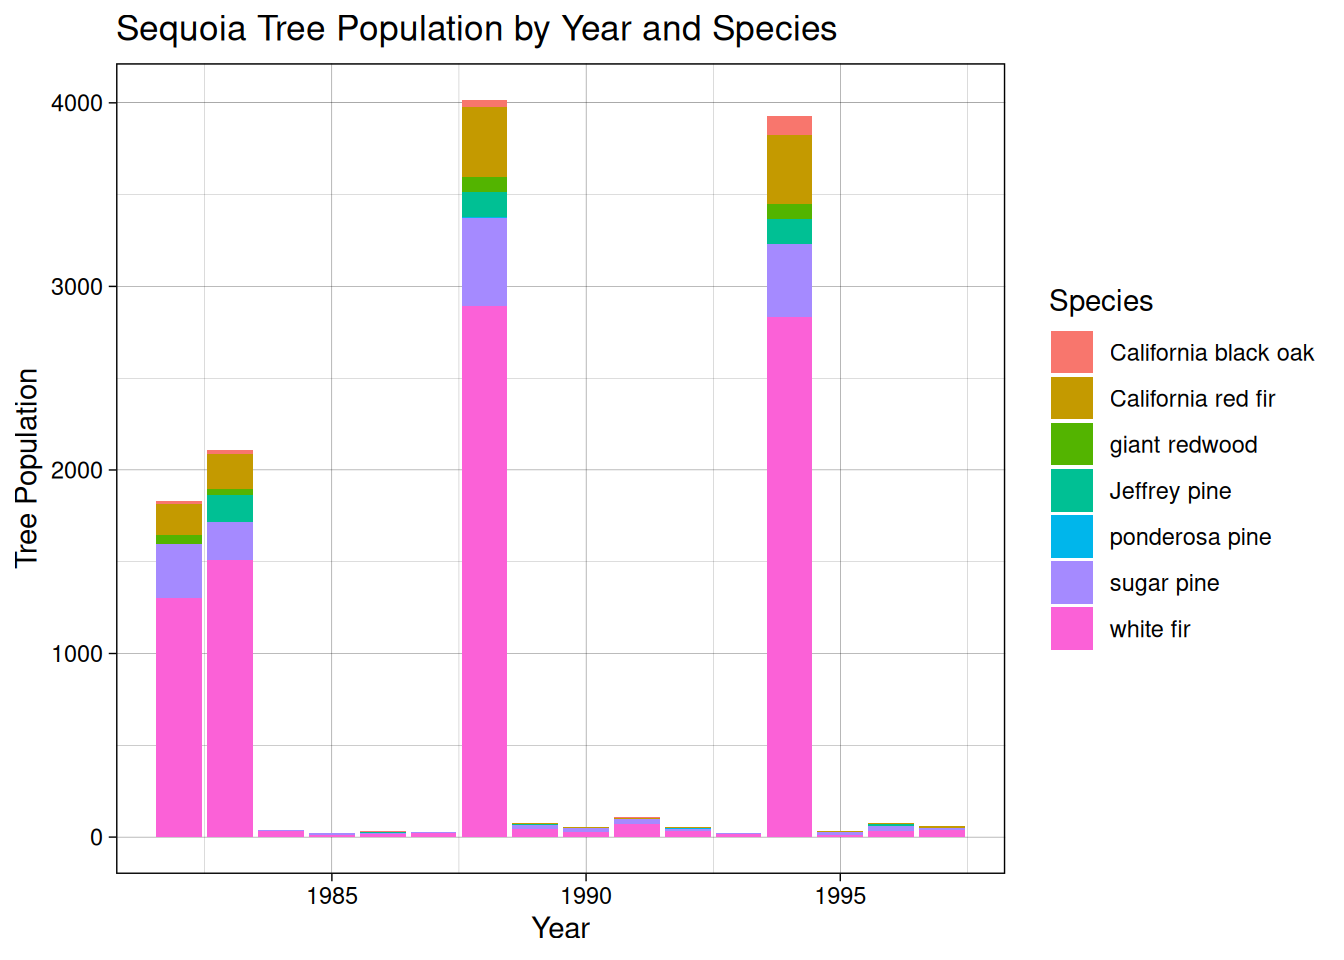 Sequoia Tree Population by Year and Species
4000
3000
2000
1000
0
Tree Population
1985
1990
1995
Year
Species
California black oak
California red fir
giant redwood
Jeffrey pine
ponderosa pine
sugar pine
white fir